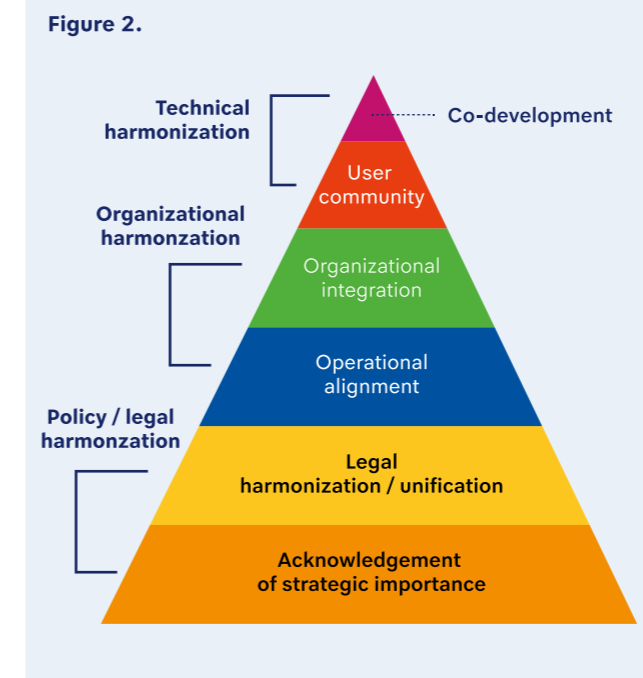 Figure 2.
Technical
harmonization
Co-development
User
community
Organizational
harmonzation
Organizational
integration
Operational
alignment
Policy / legal
harmonzation
Legal
harmonization / unification
Acknowledgement
of strategic importance